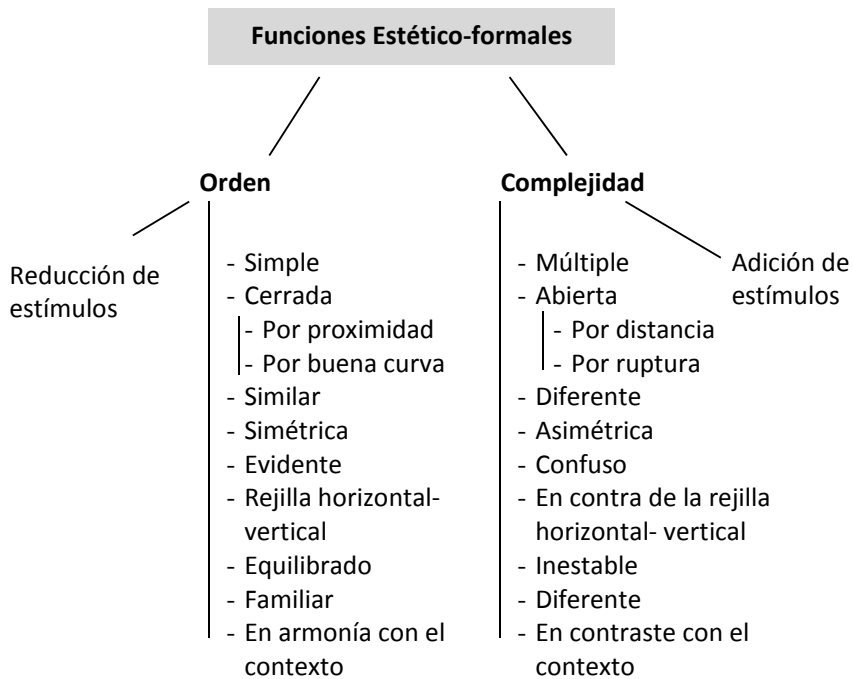 Funciones Estético-formales
Orden
Reducción de
estímulos
- Simple
- Cerrada
- Por proximidad
- Por buena curva
- Similar
- Simétrica
- Evidente
- Rejilla horizontal-
vertical
- Equilibrado
- Familiar
- En armonía con el
contexto
Complejidad
- Múltiple
- Abierta
- Por distancia
- Por ruptura
- Diferente
- Asimétrica
- Confuso
- En contra de la rejilla
horizontal- vertical
- Inestable
- Diferente
- En contraste con el
contexto
Adición de
estímulos